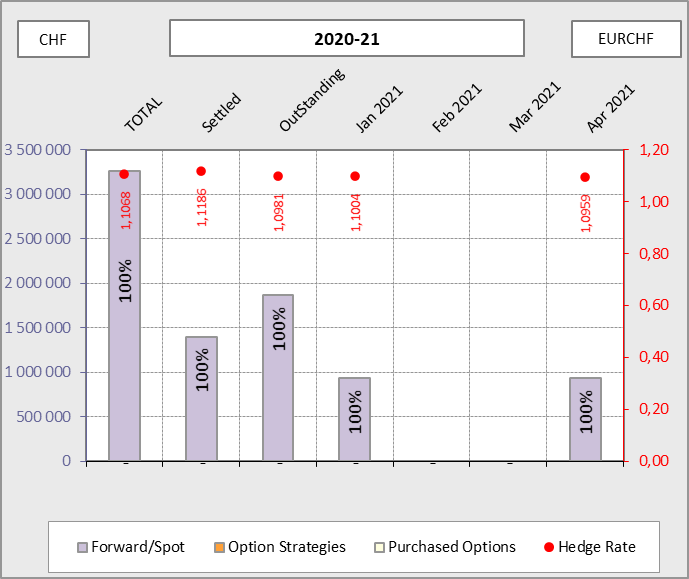 CHF
2020-21
EURCHF
TOTAL
Settled
OutStanding
Jan 2021
Feb 2021
Mar 2021
Apr 2021
3 500 000
3 000 000
2 500 000
2 000 000
1 500 000
1 000 000
500 000
0
1,20
1,00
0,80
0,60
0,40
0,20
0,00
1,1068
1,1186
1,0981
1,1004
1,0959
100%
100%
100%
100%
100%
- - - - - - -
Forward/Spot Option Strategies Purchased Options Hedge Rate